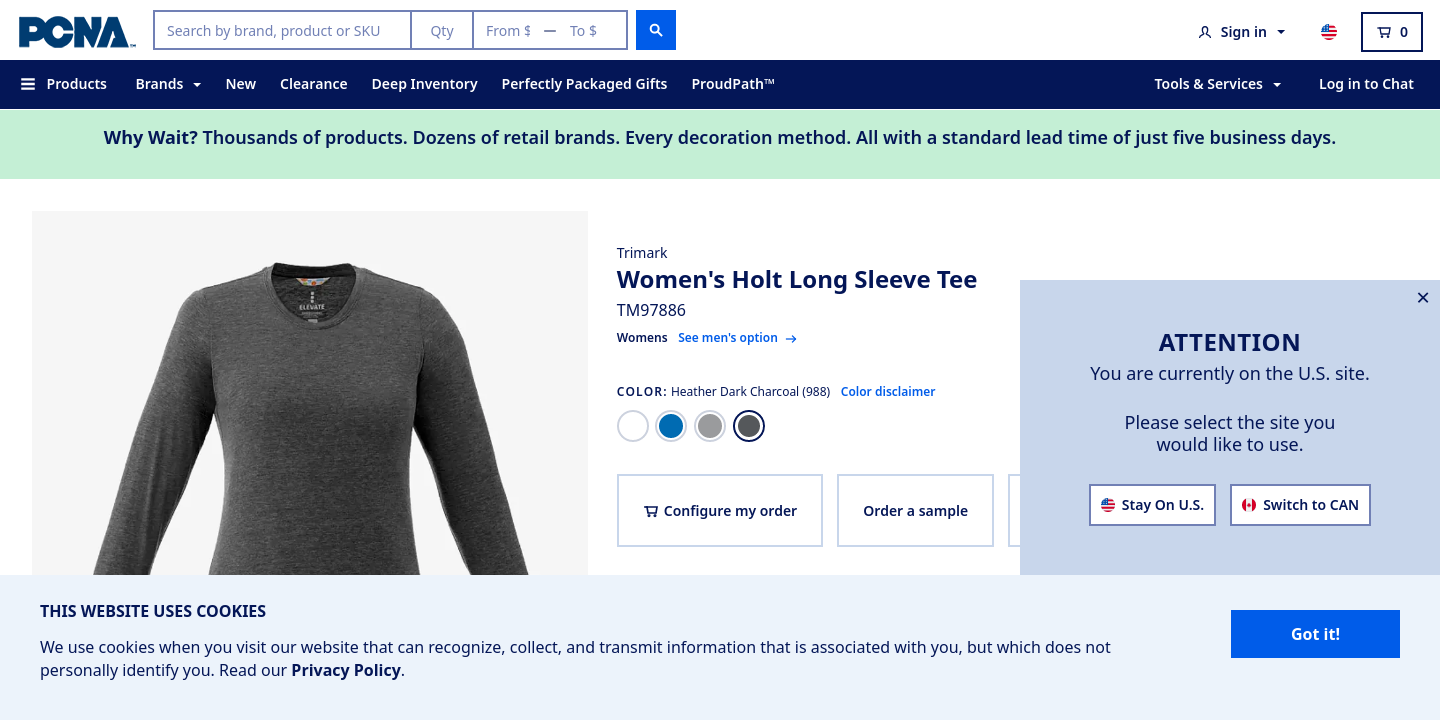 PCNA™
Search by brand, product or SKU
Qty
From $ — To $
Sign in
0
Products
Brands
New
Clearance
Deep Inventory
Perfectly Packaged Gifts
ProudPath™
Tools & Services
Log in to Chat
Why Wait? Thousands of products. Dozens of retail brands. Every decoration method. All with a standard lead time of just five business days.
ELEVATE
Trimark
Women's Holt Long Sleeve Tee
TM97886
Womens See men's option →
COLOR: Heather Dark Charcoal (988) Color disclaimer
Configure my order
Order a sample
ATTENTION
You are currently on the U.S. site.
Please select the site you
would like to use.
Stay On U.S.
Switch to CAN
THIS WEBSITE USES COOKIES
We use cookies when you visit our website that can recognize, collect, and transmit information that is associated with you, but which does not
personally identify you. Read our Privacy Policy.
Got it!